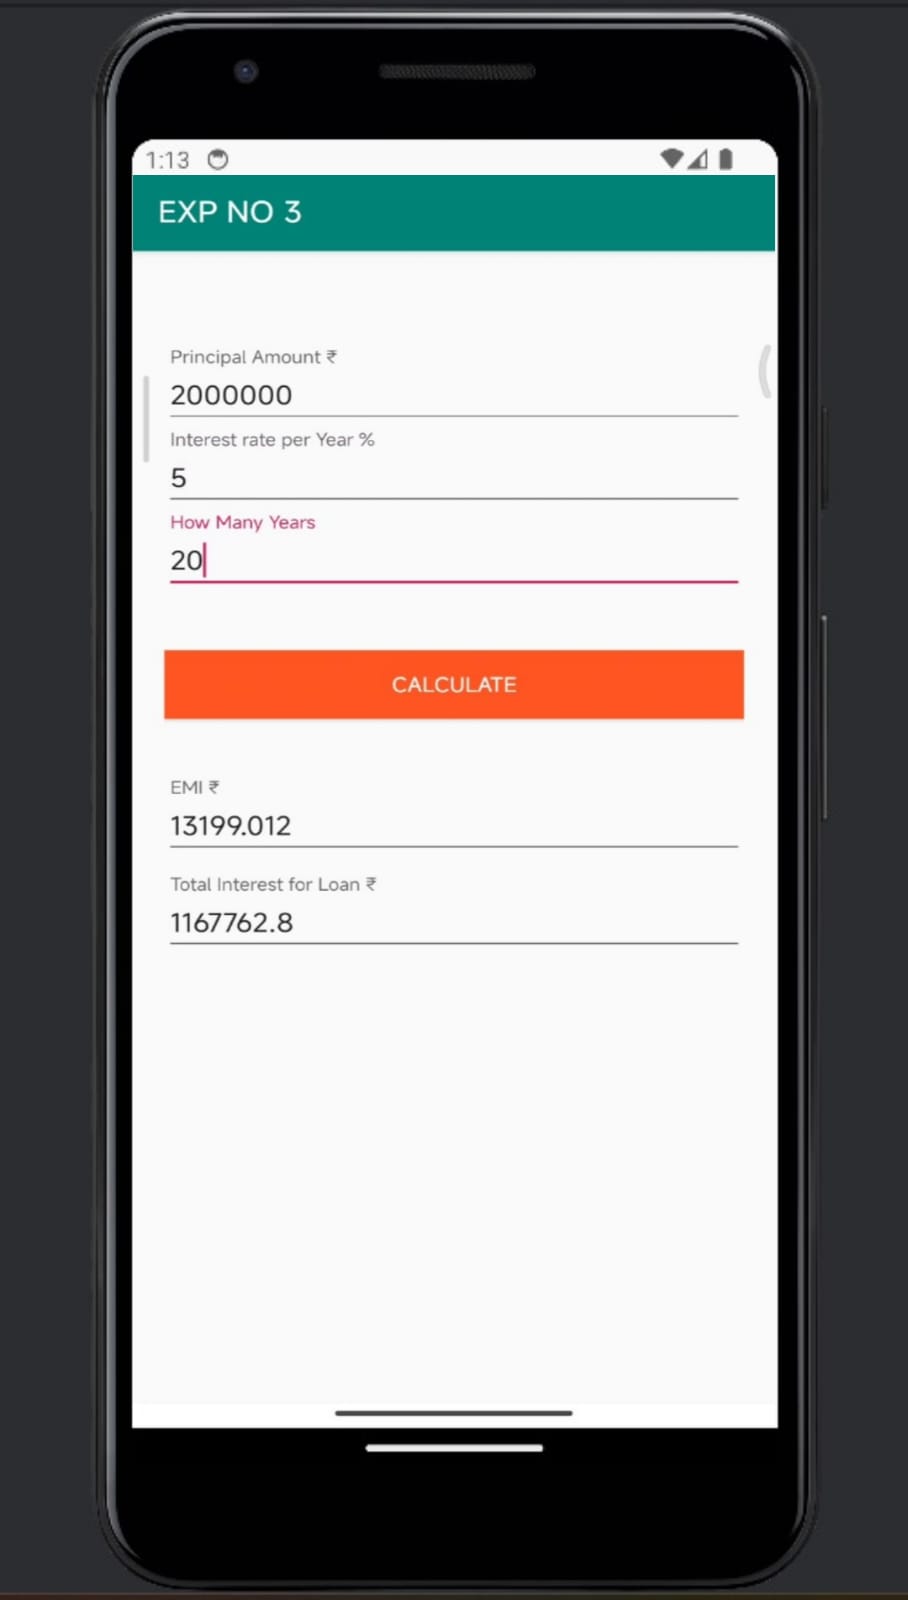 1:13
EXP NO 3
Principal Amount ₹
2000000
Interest rate per Year %
5
How Many Years
20
CALCULATE
EMI ₹
13199.012
Total Interest for Loan ₹
1167762.8